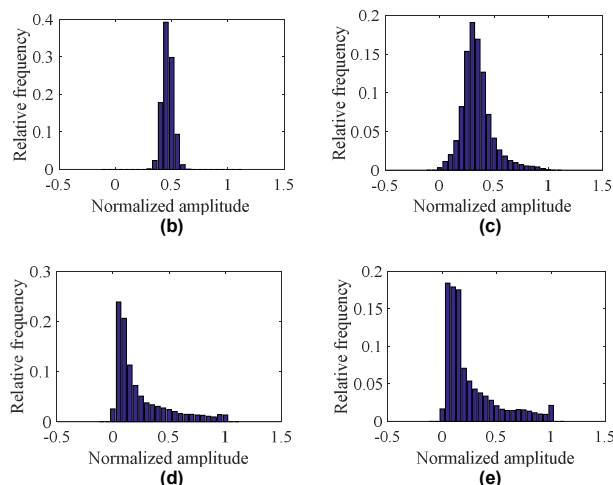 Relative frequency
0.4
0.3
0.2
0.1
0
-0.5 0 0.5 1 1.5
Normalized amplitude
(b)
Relative frequency
0.2
0.15
0.1
0.05
0
-0.5 0 0.5 1 1.5
Normalized amplitude
(c)
Relative frequency
0.3
0.2
0.1
0
-0.5 0 0.5 1 1.5
Normalized amplitude
(d)
Relative frequency
0.2
0.15
0.1
0.05
0
-0.5 0 0.5 1 1.5
Normalized amplitude
(e)